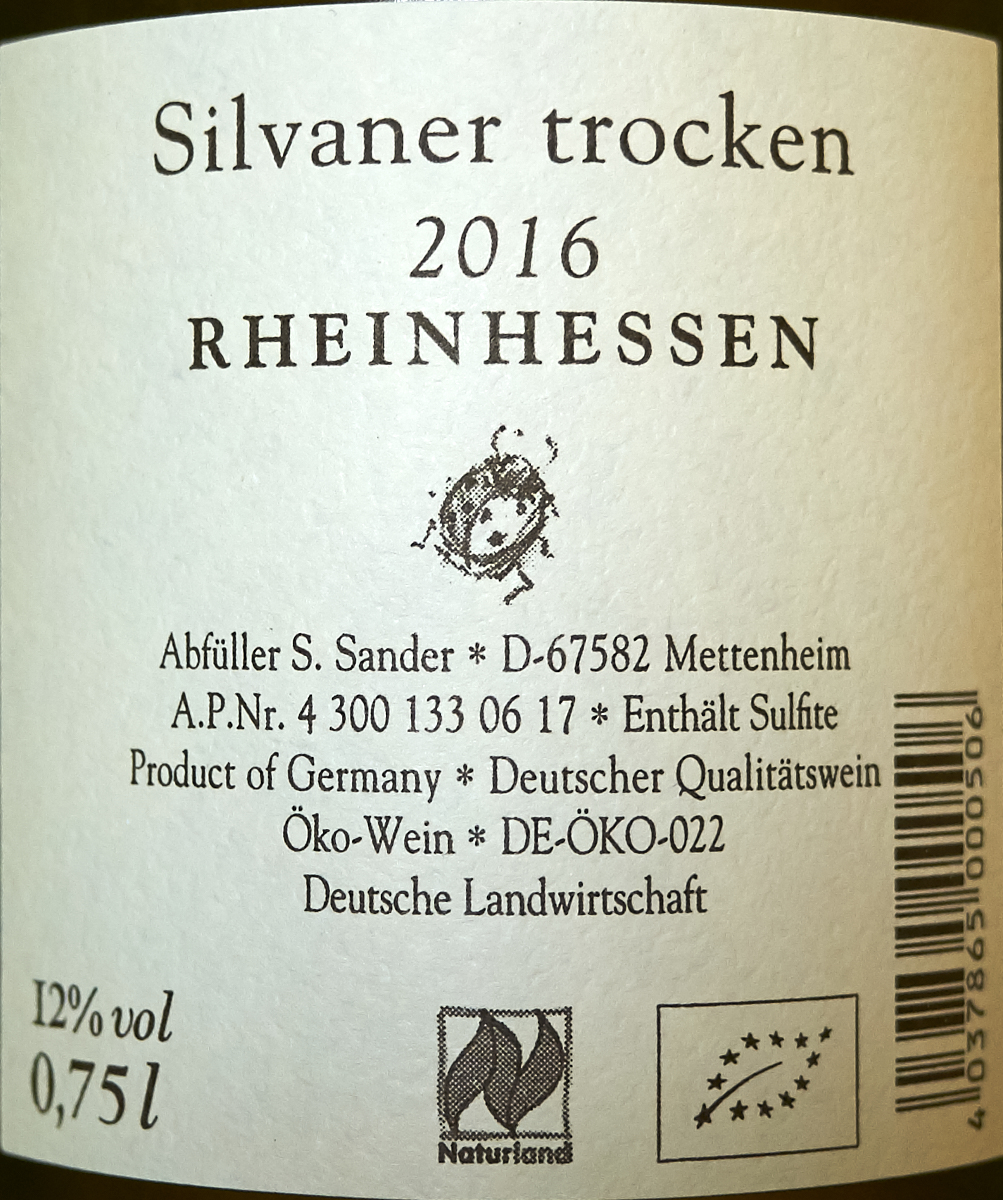 Silvaner trocken
2016
RHEINHESSEN
Abfüller S. Sander * D-67582 Mettenheim
A.P.Nr. 4 300 133 06 17 * Enthält Sulfite
Product of Germany * Deutscher Qualitätswein
Öko-Wein * DE-ÖKO-022
Deutsche Landwirtschaft
12% vol
0,75 l
Naturland
4 037865 000506